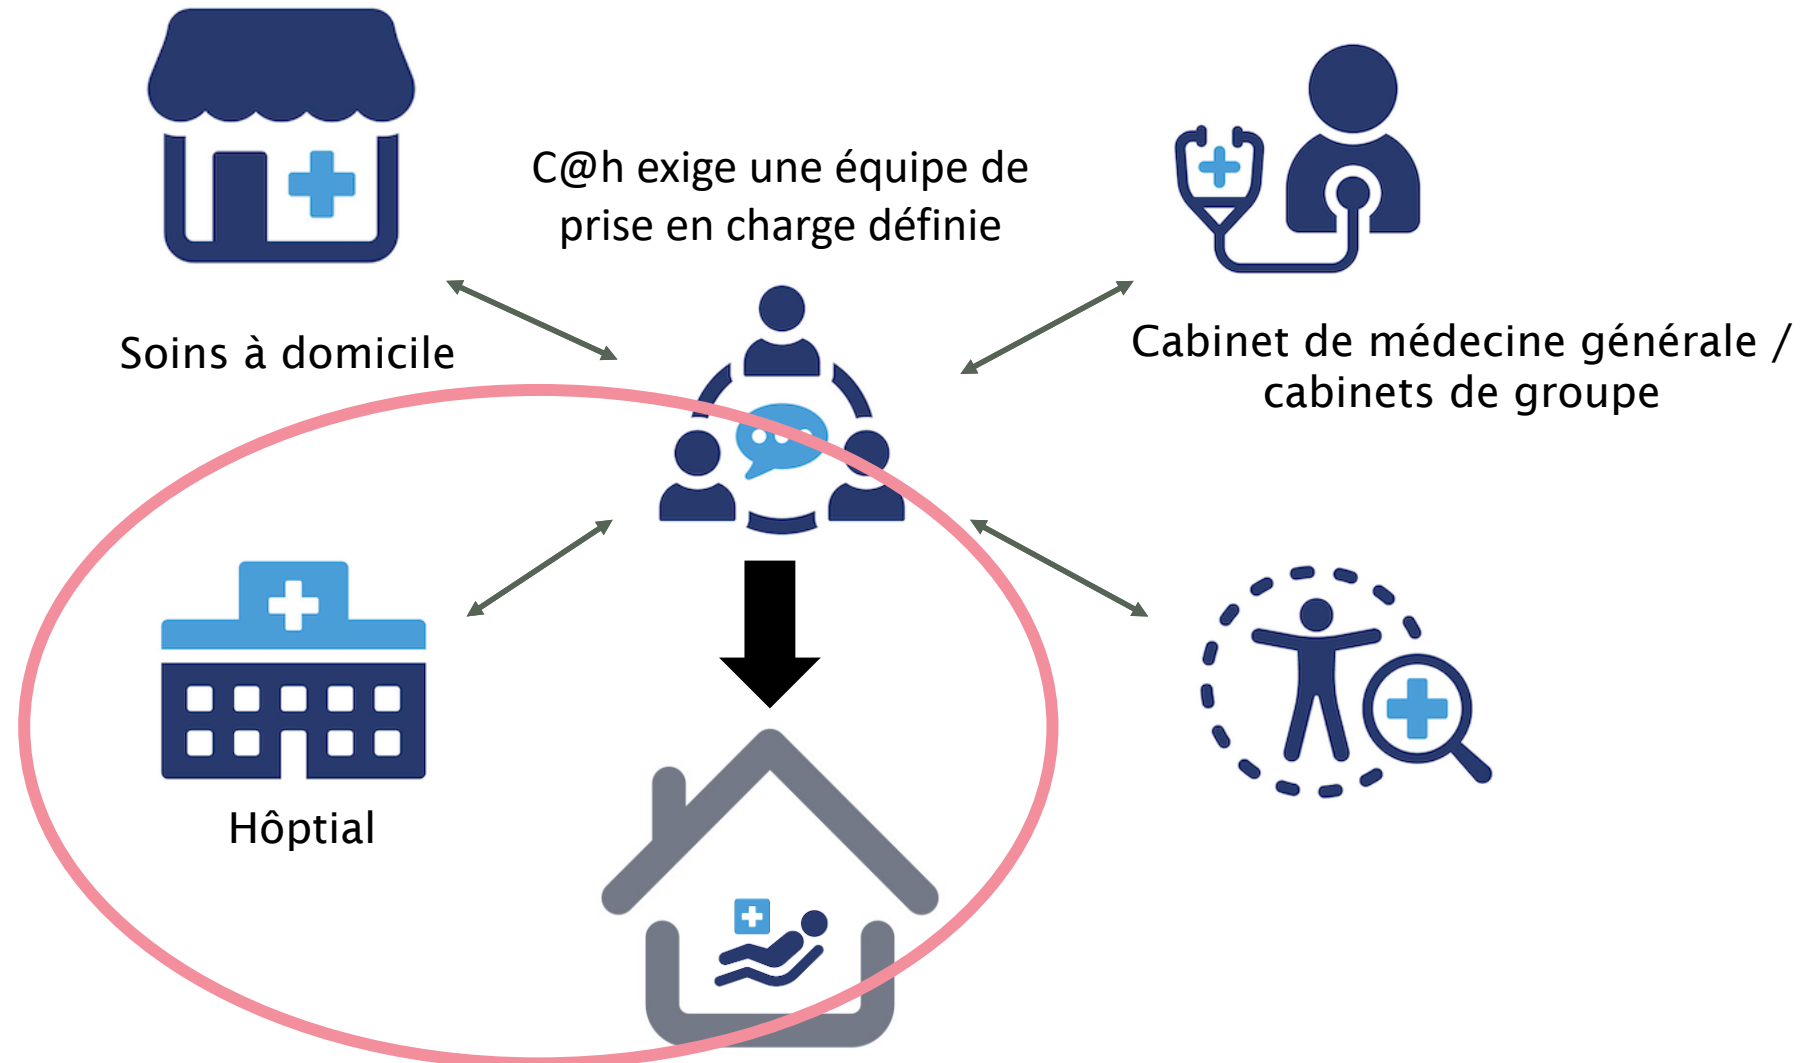 C@h exige une équipe de
prise en charge définie
Soins à domicile
Cabinet de médecine générale /
cabinets de groupe
Hôptial